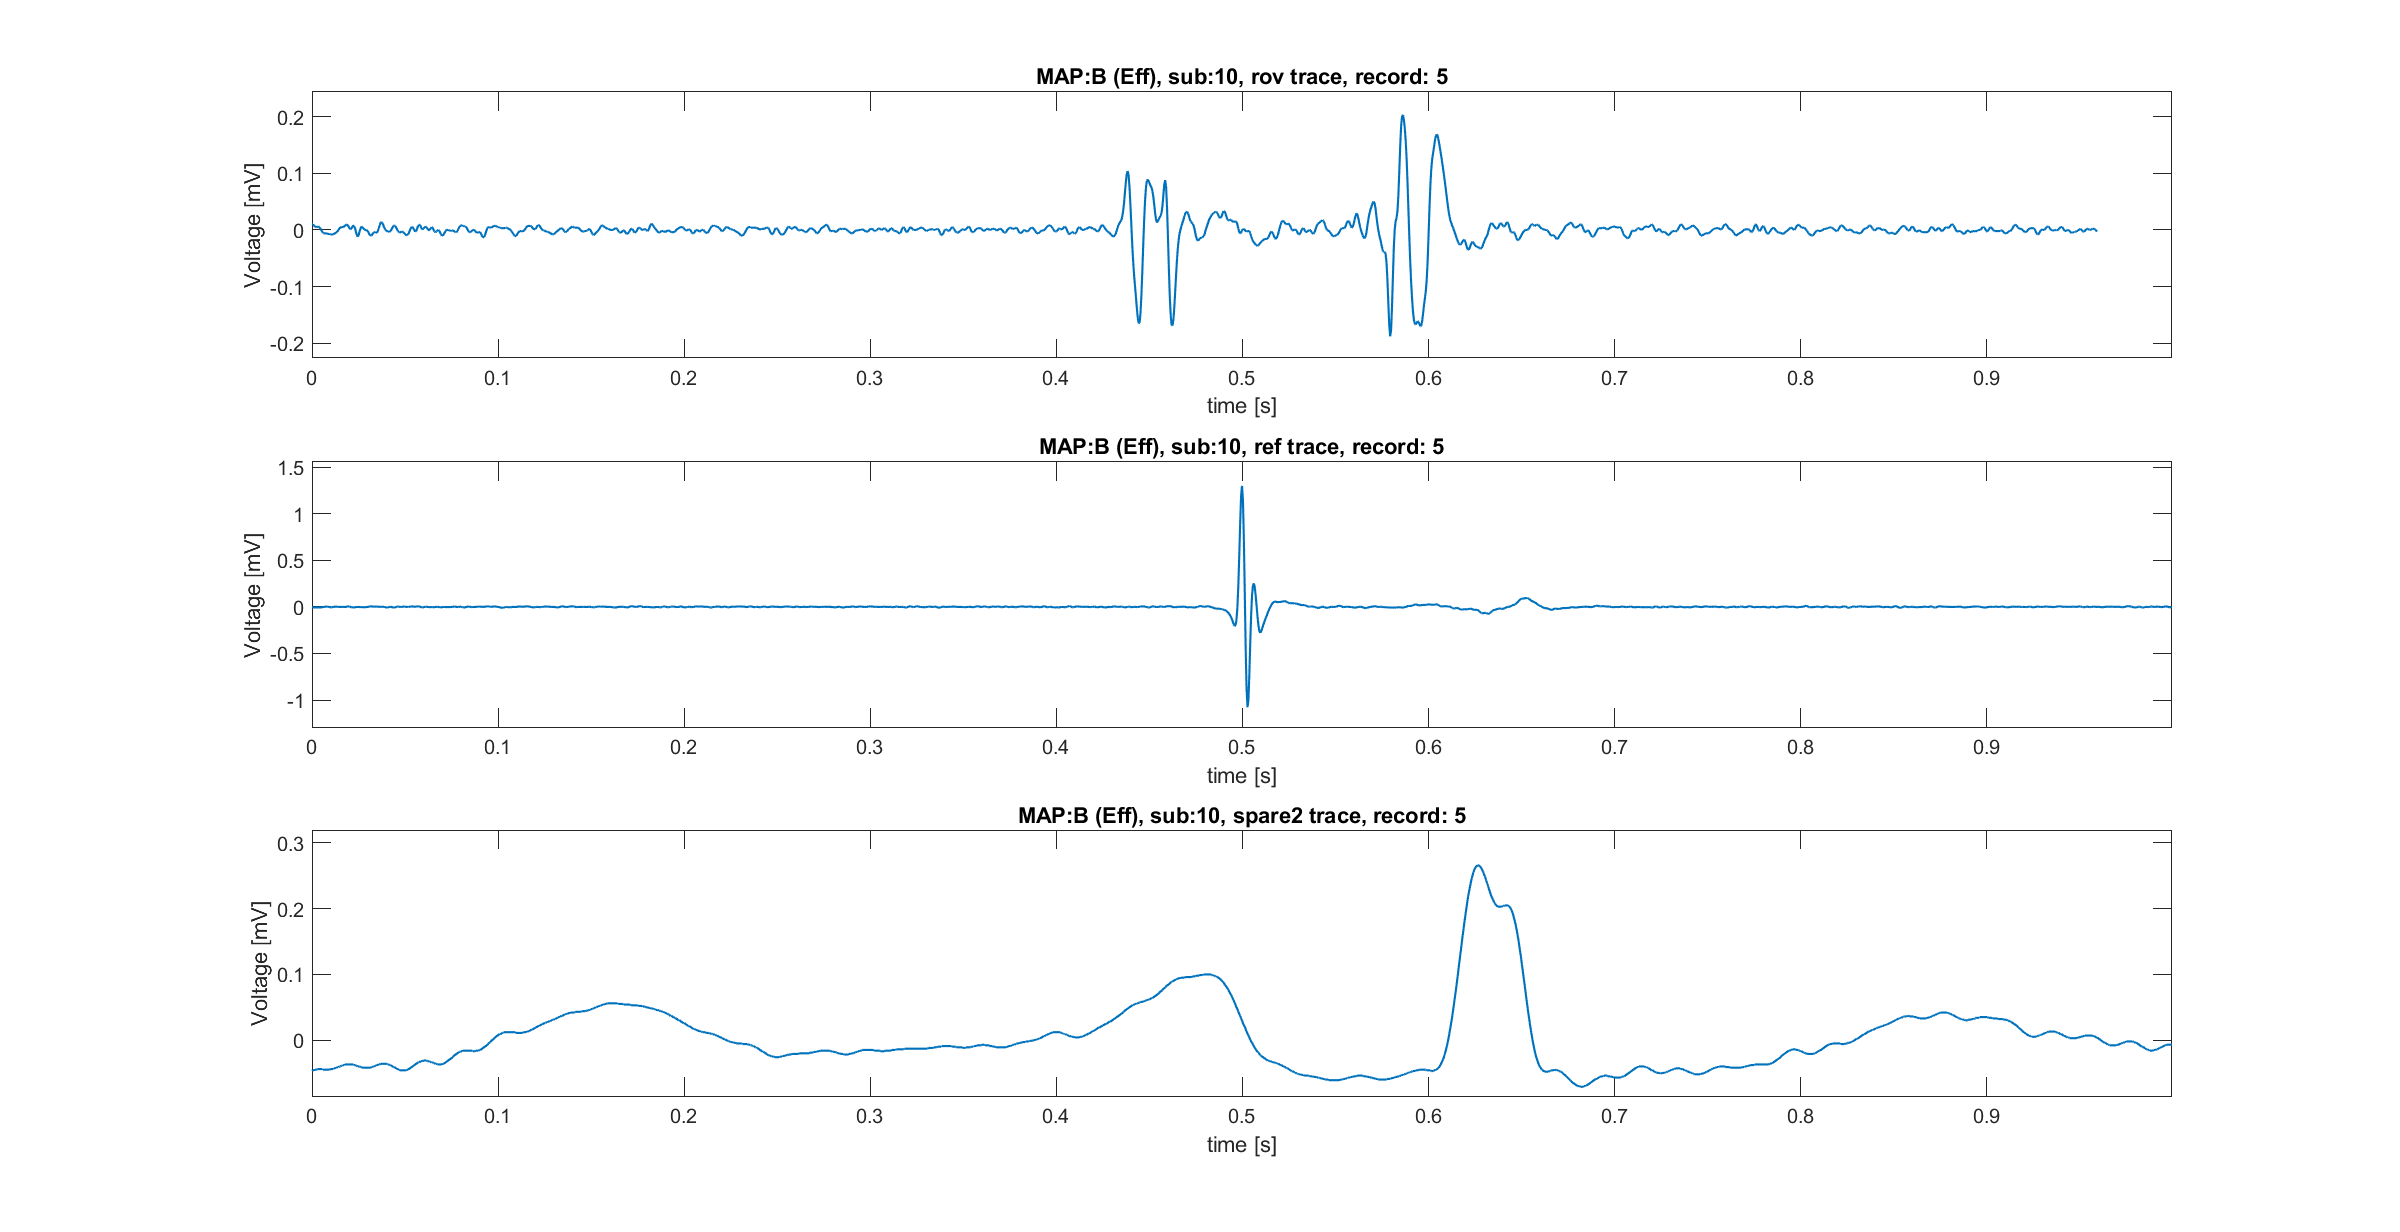 MAP:B (Eff), sub:10, rov trace, record: 5
Voltage [mV]
0.2
0.1
0
-0.1
-0.2
0 0.1 0.2 0.3 0.4 0.5 0.6 0.7 0.8 0.9
time [s]
MAP:B (Eff), sub:10, ref trace, record: 5
Voltage [mV]
1.5
1
0.5
0
-0.5
-1
0 0.1 0.2 0.3 0.4 0.5 0.6 0.7 0.8 0.9
time [s]
MAP:B (Eff), sub:10, spare2 trace, record: 5
Voltage [mV]
0.3
0.2
0.1
0
0 0.1 0.2 0.3 0.4 0.5 0.6 0.7 0.8 0.9
time [s]